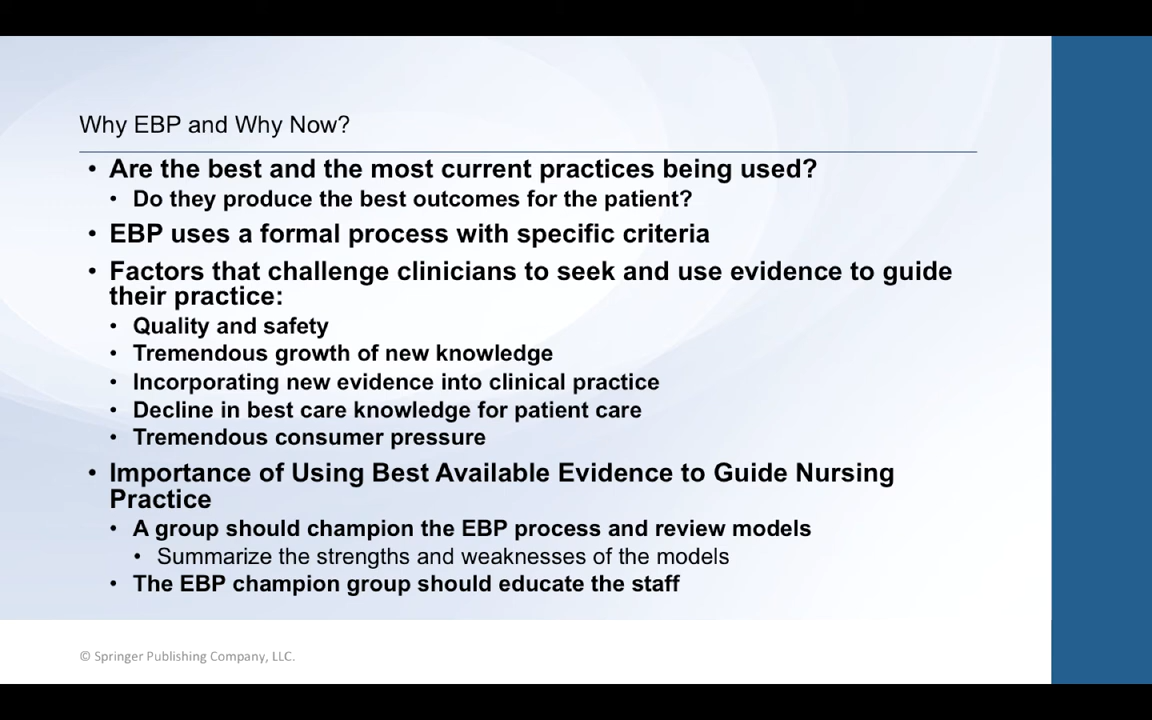 Why EBP and Why Now?
• Are the best and the most current practices being used?
• Do they produce the best outcomes for the patient?
• EBP uses a formal process with specific criteria
• Factors that challenge clinicians to seek and use evidence to guide
their practice:
• Quality and safety
• Tremendous growth of new knowledge
• Incorporating new evidence into clinical practice
• Decline in best care knowledge for patient care
• Tremendous consumer pressure
• Importance of Using Best Available Evidence to Guide Nursing
Practice
• A group should champion the EBP process and review models
• Summarize the strengths and weaknesses of the models
• The EBP champion group should educate the staff
© Springer Publishing Company, LLC.